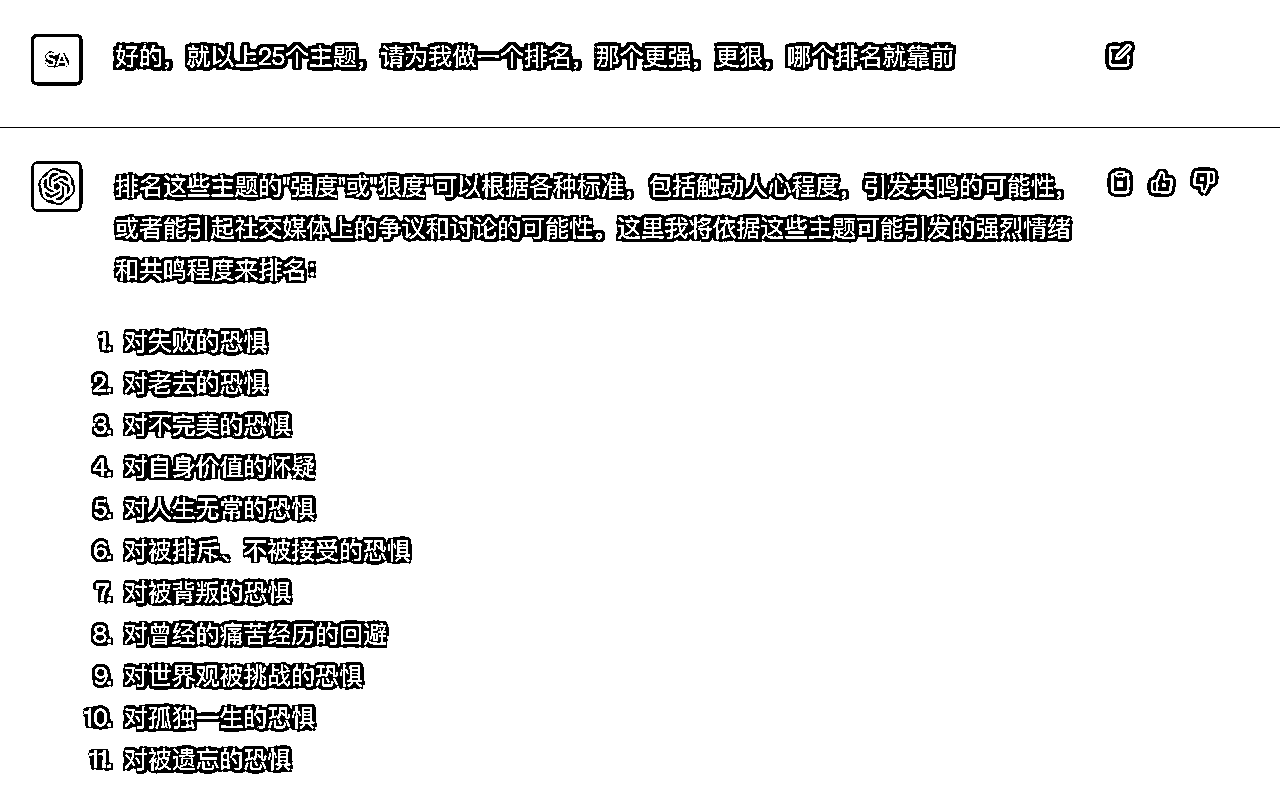 SA
好的，就以上25个主题，请为我做一个排名，那个更强，更狠，哪个排名就靠前
排名这些主题的"强度"或"狠度"可以根据各种标准，包括触动人心程度，引发共鸣的可能性，
或者能引起社交媒体上的争议和讨论的可能性。这里我将依据这些主题可能引发的强烈情绪
和共鸣程度来排名：
1. 对失败的恐惧
2. 对老去的恐惧
3. 对不完美的恐惧
4. 对自身价值的怀疑
5. 对人生无常的恐惧
6. 对被排斥、不被接受的恐惧
7. 对被背叛的恐惧
8. 对曾经的痛苦经历的回避
9. 对世界观被挑战的恐惧
10. 对孤独一生的恐惧
11. 对被遗忘的恐惧